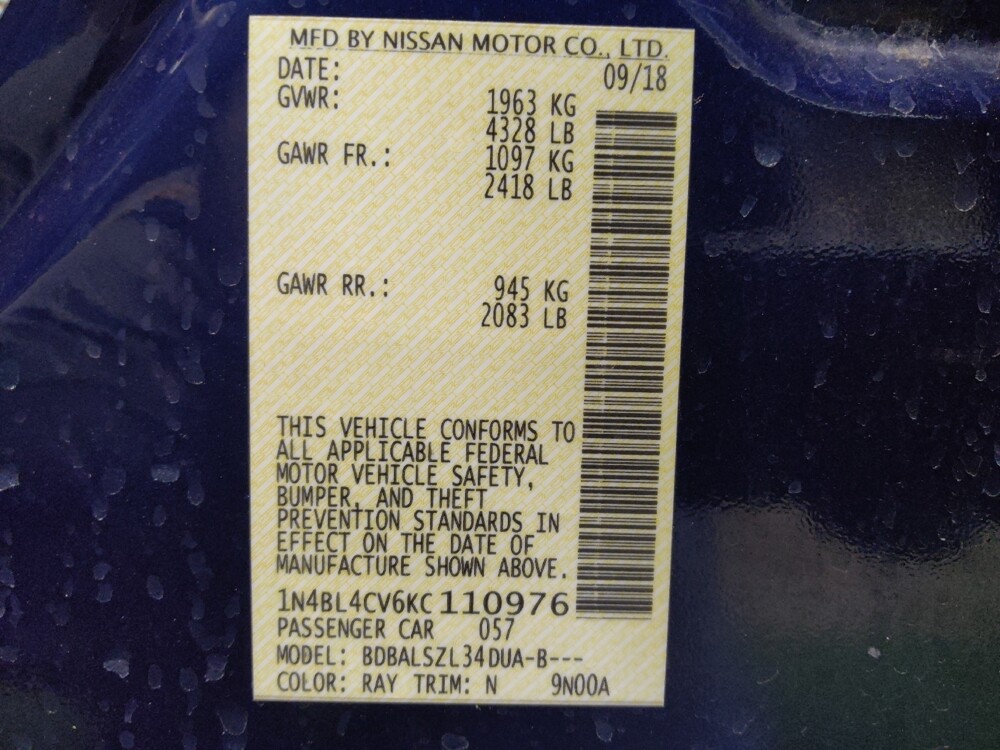 MFD BY NISSAN MOTOR CO., LTD.
DATE: 09/18
GVWR: 1963 KG
4328 LB
GAWR FR.: 1097 KG
2418 LB
GAWR RR.: 945 KG
2083 LB
THIS VEHICLE CONFORMS TO
ALL APPLICABLE FEDERAL
MOTOR VEHICLE SAFETY,
BUMPER, AND THEFT
PREVENTION STANDARDS IN
EFFECT ON THE DATE OF
MANUFACTURE SHOWN ABOVE.
1N4BL4CV6KC110976
PASSENGER CAR 057
MODEL: BDBALSZL34DUA-B---
COLOR: RAY TRIM: N 9N00A